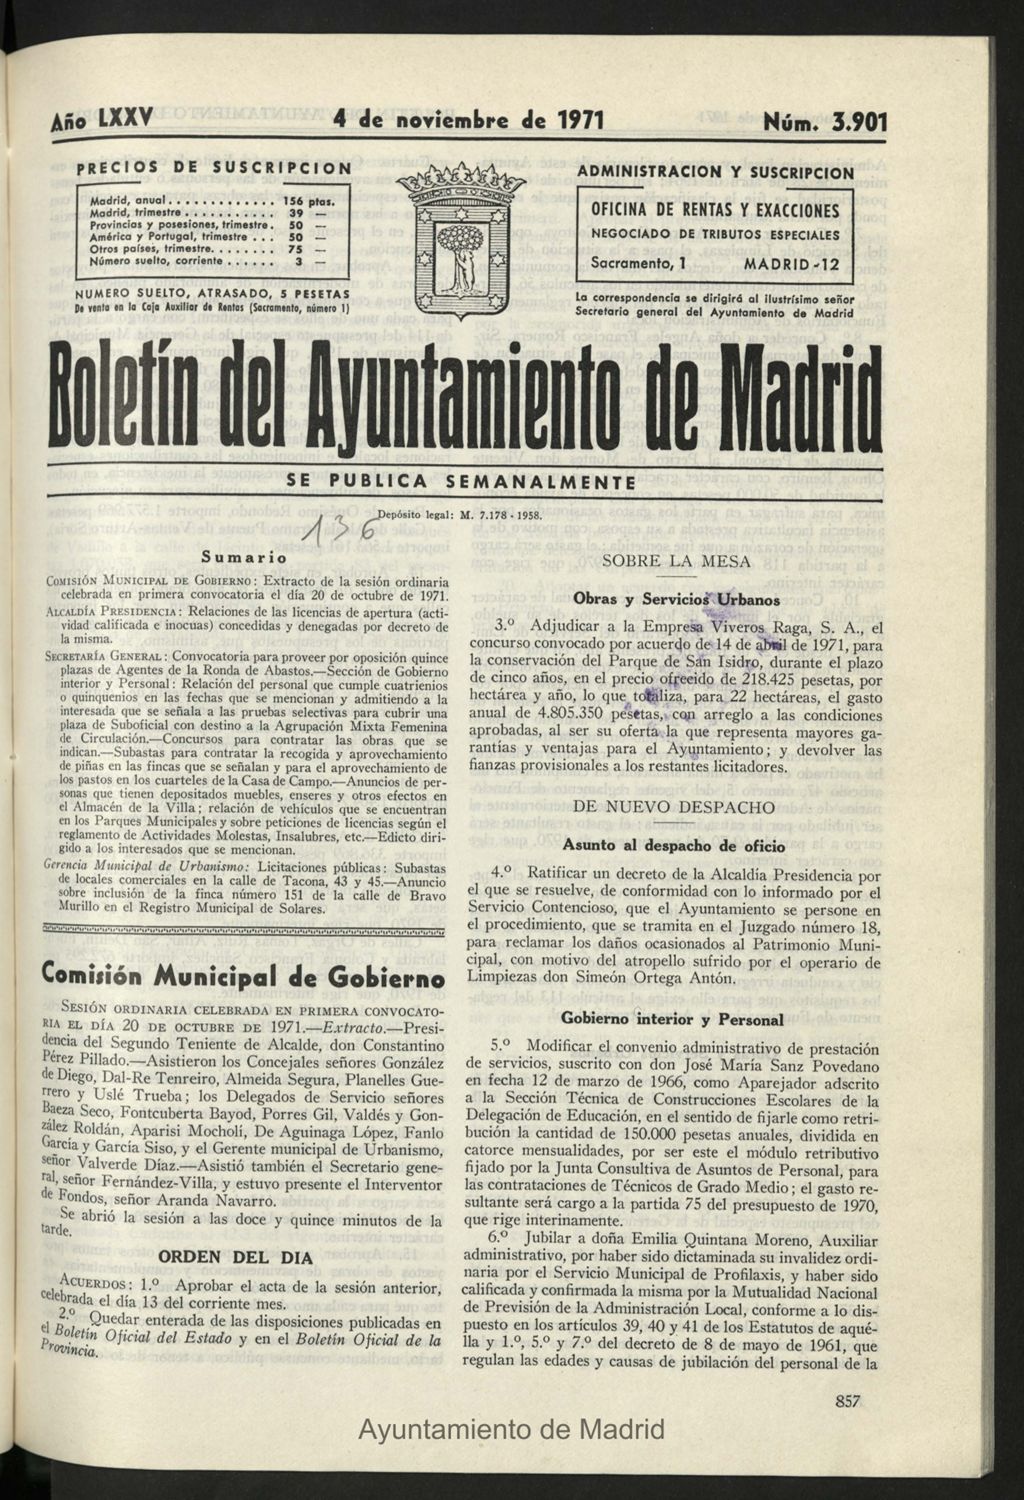 Año LXXV 4 de noviembre de 1971 Núm. 3.901
PRECIOS DE SUSCRIPCION
Madrid, anual............. 156 ptas.
Madrid, trimestre........... 39 —
Provincias y posesiones, trimestre. 50 —
América y Portugal, trimestre... 50 —
Otros países, trimestre........ 75 —
Número suelto, corriente...... 3 —
NUMERO SUELTO, ATRASADO, 5 PESETAS
De venta en la Caja Auxiliar de Rentas (Sacramento, número 1)
ADMINISTRACION Y SUSCRIPCION
OFICINA DE RENTAS Y EXACCIONES
NEGOCIADO DE TRIBUTOS ESPECIALES
Sacramento, 1 MADRID-12
La correspondencia se dirigirá al ilustrísimo señor
Secretario general del Ayuntamiento de Madrid
Boletín del Ayuntamiento de Madrid
SE PUBLICA SEMANALMENTE
Depósito legal: M. 7.178 - 1958.
136
Sumario
COMISIÓN MUNICIPAL DE GOBIERNO: Extracto de la sesión ordinaria
celebrada en primera convocatoria el día 20 de octubre de 1971.
ALCALDÍA PRESIDENCIA: Relaciones de las licencias de apertura (acti-
vidad calificada e inocuas) concedidas y denegadas por decreto de
la misma.
SECRETARÍA GENERAL: Convocatoria para proveer por oposición quince
plazas de Agentes de la Ronda de Abastos.—Sección de Gobierno
interior y Personal: Relación del personal que cumple cuatrienios
o quinquenios en las fechas que se mencionan y admitiendo a la
interesada que se señala a las pruebas selectivas para cubrir una
plaza de Suboficial con destino a la Agrupación Mixta Femenina
de Circulación.—Concursos para contratar las obras que se
indican.—Subastas para contratar la recogida y aprovechamiento
de piñas en las fincas que se señalan y para el aprovechamiento de
los pastos en los cuarteles de la Casa de Campo.—Anuncios de per-
sonas que tienen depositados muebles, enseres y otros efectos en
el Almacén de la Villa; relación de vehículos que se encuentran
en los Parques Municipales y sobre peticiones de licencias según el
reglamento de Actividades Molestas, Insalubres, etc.—Edicto diri-
gido a los interesados que se mencionan.
Gerencia Municipal de Urbanismo: Licitaciones públicas: Subastas
de locales comerciales en la calle de Tacona, 43 y 45.—Anuncio
sobre inclusión de la finca número 151 de la calle de Bravo
Murillo en el Registro Municipal de Solares.
Comisión Municipal de Gobierno
SESIÓN ORDINARIA CELEBRADA EN PRIMERA CONVOCATO-
RIA EL DÍA 20 DE OCTUBRE DE 1971.—Extracto.—Presi-
dencia del Segundo Teniente de Alcalde, don Constantino
Pérez Pillado.—Asistieron los Concejales señores González
de Diego, Dal-Re Tenreiro, Almeida Segura, Planelles Gue-
rrero y Uslé Trueba; los Delegados de Servicio señores
Baeza Seco, Fontcuberta Bayod, Porres Gil, Valdés y Gon-
zález Roldán, Aparisi Mocholí, De Aguinaga López, Fanlo
García y García Siso, y el Gerente municipal de Urbanismo,
señor Valverde Díaz.—Asistió también el Secretario gene-
ral, señor Fernández-Villa, y estuvo presente el Interventor
de Fondos, señor Aranda Navarro.
Se abrió la sesión a las doce y quince minutos de la
tarde.
ORDEN DEL DIA
ACUERDOS: 1.º Aprobar el acta de la sesión anterior,
celebrada el día 13 del corriente mes.
2.º Quedar enterada de las disposiciones publicadas en
el Boletín Oficial del Estado y en el Boletín Oficial de la
Provincia.
SOBRE LA MESA
Obras y Servicios Urbanos
3.º Adjudicar a la Empresa Viveros Raga, S. A., el
concurso convocado por acuerdo de 14 de abril de 1971, para
la conservación del Parque de San Isidro, durante el plazo
de cinco años, en el precio ofrecido de 218.425 pesetas, por
hectárea y año, lo que totaliza, para 22 hectáreas, el gasto
anual de 4.805.350 pesetas, con arreglo a las condiciones
aprobadas, al ser su oferta la que representa mayores ga-
rantías y ventajas para el Ayuntamiento; y devolver las
fianzas provisionales a los restantes licitadores.
DE NUEVO DESPACHO
Asunto al despacho de oficio
4.º Ratificar un decreto de la Alcaldía Presidencia por
el que se resuelve, de conformidad con lo informado por el
Servicio Contencioso, que el Ayuntamiento se persone en
el procedimiento, que se tramita en el Juzgado número 18,
para reclamar los daños ocasionados al Patrimonio Muni-
cipal, con motivo del atropello sufrido por el operario de
Limpiezas don Simeón Ortega Antón.
Gobierno interior y Personal
5.º Modificar el convenio administrativo de prestación
de servicios, suscrito con don José María Sanz Povedano
en fecha 12 de marzo de 1966, como Aparejador adscrito
a la Sección Técnica de Construcciones Escolares de la
Delegación de Educación, en el sentido de fijarle como retri-
bución la cantidad de 150.000 pesetas anuales, dividida en
catorce mensualidades, por ser este el módulo retributivo
fijado por la Junta Consultiva de Asuntos de Personal, para
las contrataciones de Técnicos de Grado Medio; el gasto re-
sultante será cargo a la partida 75 del presupuesto de 1970,
que rige interinamente.
6.º Jubilar a doña Emilia Quintana Moreno, Auxiliar
administrativo, por haber sido dictaminada su invalidez ordi-
naria por el Servicio Municipal de Profilaxis, y haber sido
calificada y confirmada la misma por la Mutualidad Nacional
de Previsión de la Administración Local, conforme a lo dis-
puesto en los artículos 39, 40 y 41 de los Estatutos de aqué-
lla y 1.º, 5.º y 7.º del decreto de 8 de mayo de 1961, que
regulan las edades y causas de jubilación del personal de la
857
Ayuntamiento de Madrid